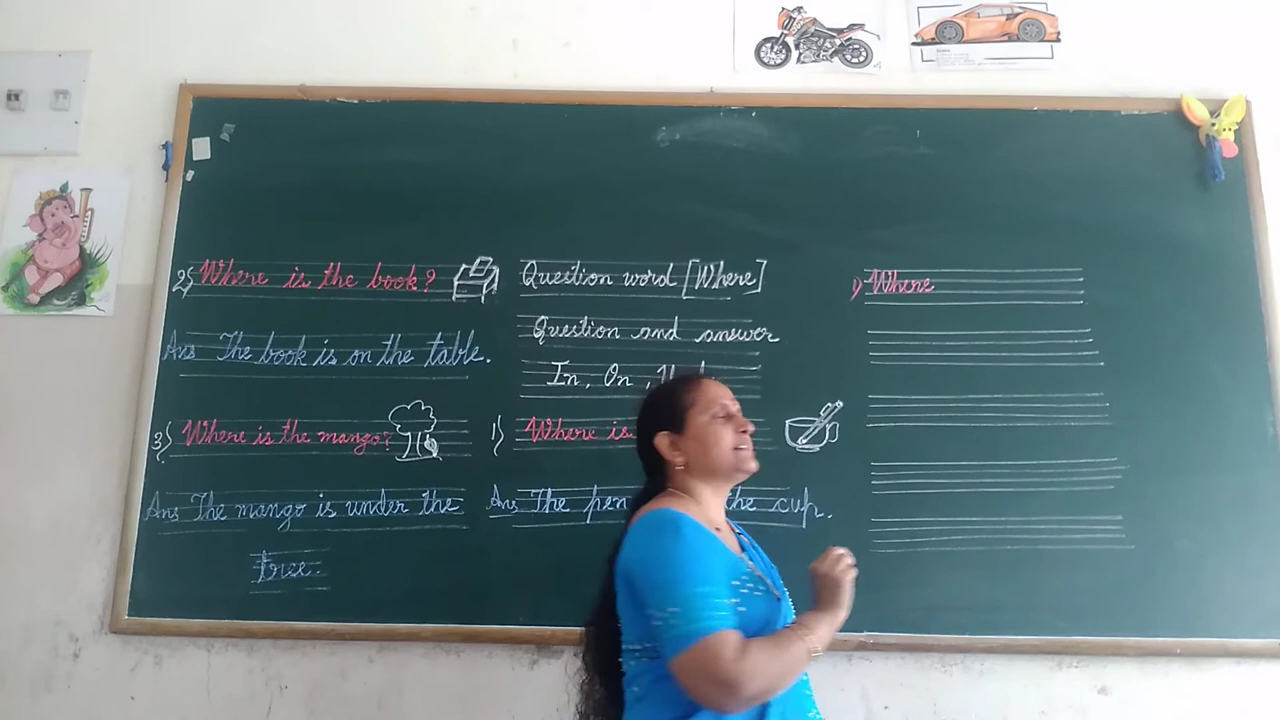 2) Where is the book?
Ans The book is on the table.
3) Where is the mango?
Ans The mango is under the
tree.
Question word [Where]
Question and answer
In, On,
1) Where is
Ans The pen the cup.
1) Where